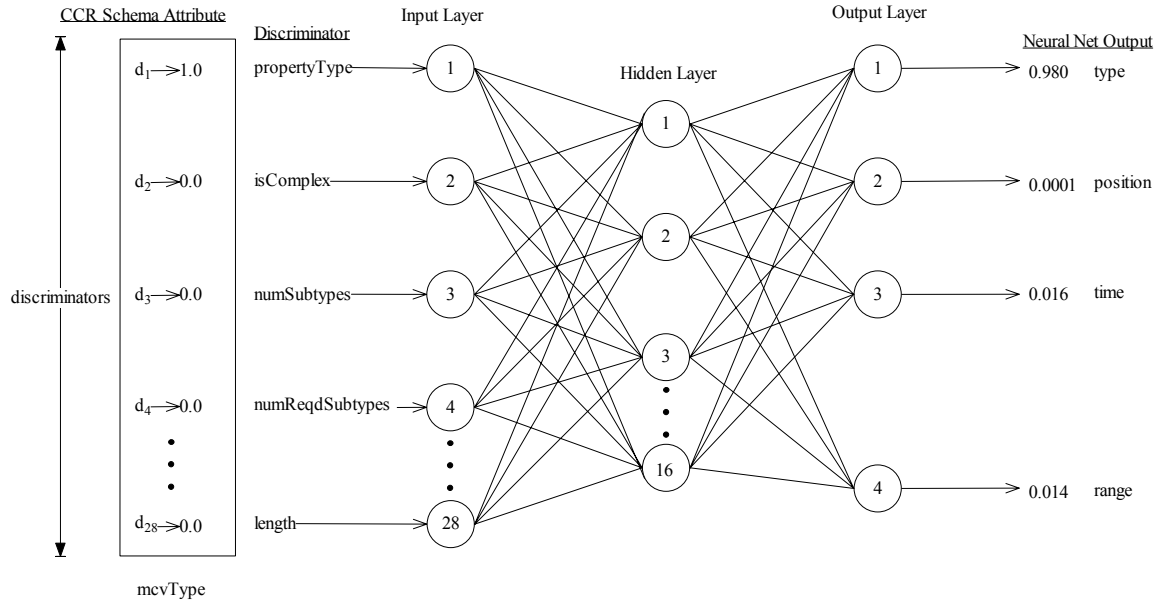 CCR Schema Attribute
Input Layer
Output Layer
Discriminator
Neural Net Output
Hidden Layer
d1 1.0
propertyType
1
1
0.980 type
1
d2 0.0
isComplex
2
2
0.0001 position
2
discriminators
d3 0.0
numSubtypes
3
3
0.016 time
3
d4 0.0
numReqdSubtypes
4
16
4
0.014 range
d28 0.0
length
28
mcvType